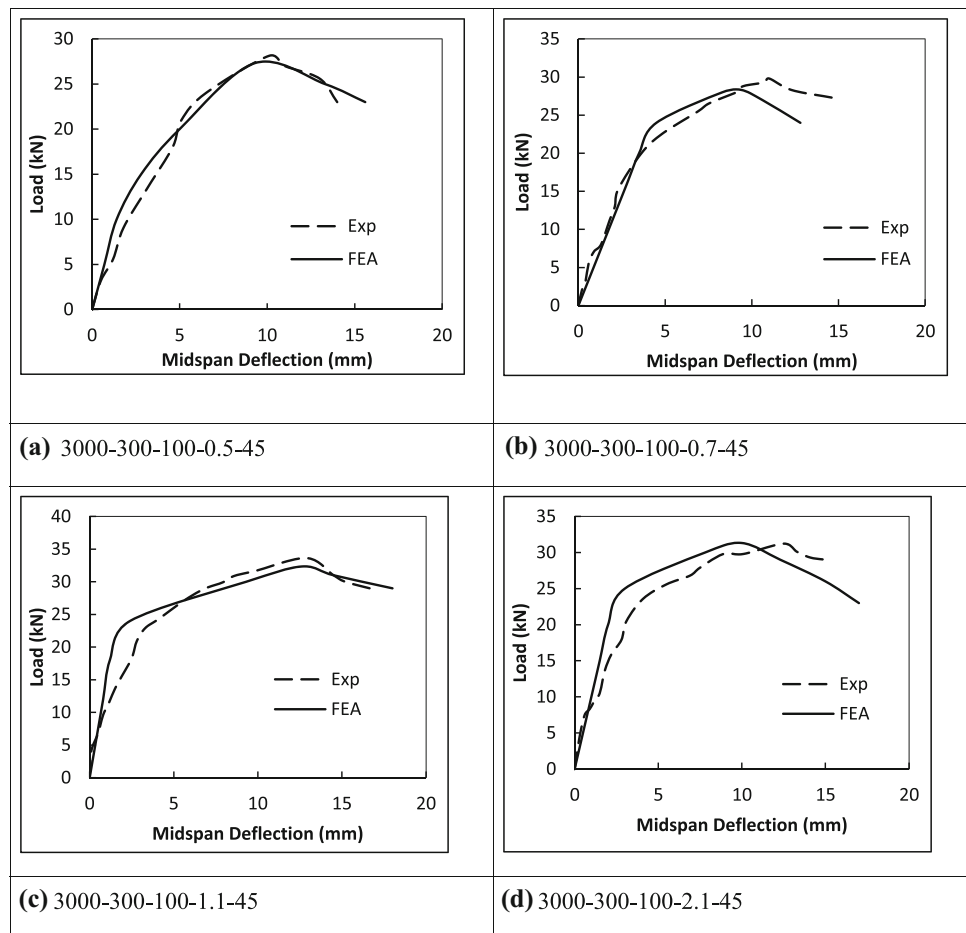 30
25
20
15
10
5
0
Load (kN)
Exp
FEA
0 5 10 15 20
Midspan Deflection (mm)
35
30
25
20
15
10
5
0
Load (kN)
Exp
FEA
0 5 10 15 20
Midspan Deflection (mm)
(a) 3000-300-100-0.5-45
(b) 3000-300-100-0.7-45
40
35
30
25
20
15
10
5
0
Load (kN)
Exp
FEA
0 5 10 15 20
Midspan Deflection (mm)
35
30
25
20
15
10
5
0
Load (kN)
Exp
FEA
0 5 10 15 20
Midspan Deflection (mm)
(c) 3000-300-100-1.1-45
(d) 3000-300-100-2.1-45